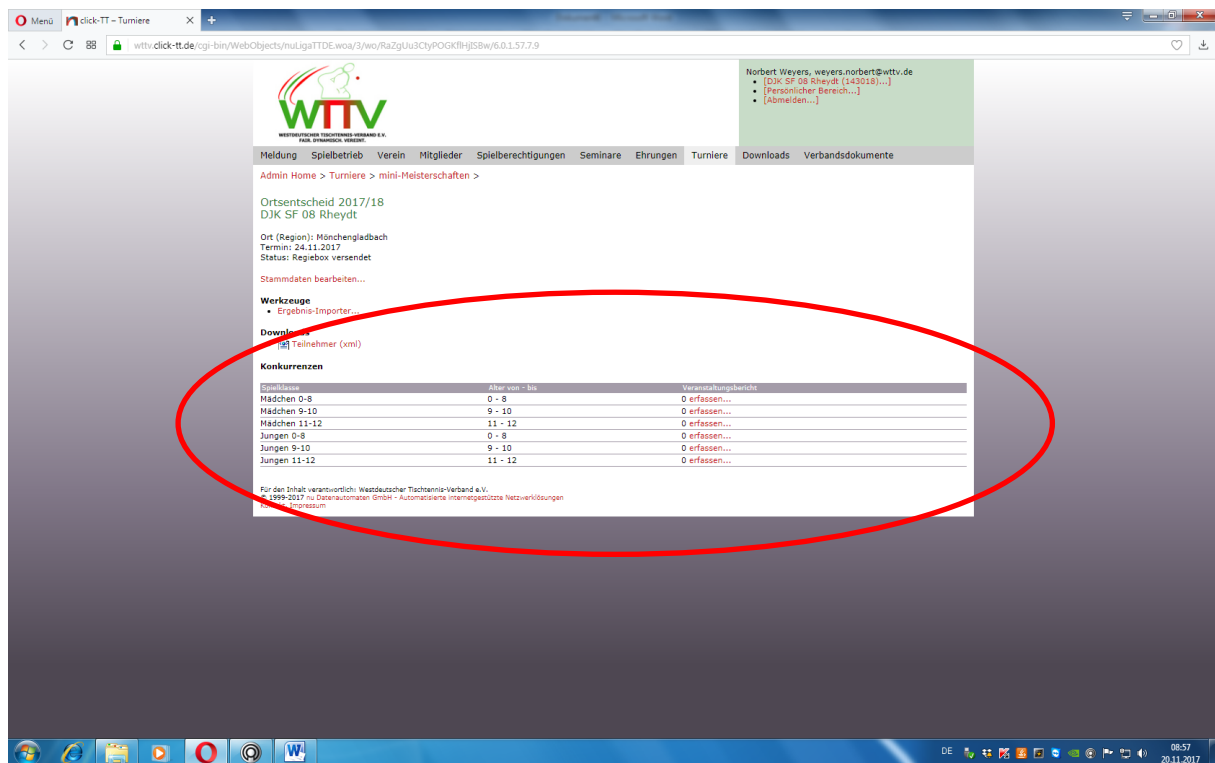 Menü click-TT – Turniere
wttv.click-tt.de/cgi-bin/WebObjects/nuLigaTTDE.woa/3/wo/RaZgUu3CtyPOGKflHjISBw/6.0.1.57.7.9
WTTV
WESTDEUTSCHER TISCHTENNIS-VERBAND E.V.
FAIR. DYNAMISCH. VEREINT.
Norbert Weyers, weyers.norbert@wttv.de
[DJK SF 08 Rheydt (143018)...]
[Persönlicher Bereich...]
[Abmelden...]
Meldung Spielbetrieb Verein Mitglieder Spielberechtigungen Seminare Ehrungen Turniere Downloads Verbandsdokumente
Admin Home > Turniere > mini-Meisterschaften >
Ortsentscheid 2017/18
DJK SF 08 Rheydt
Ort (Region): Mönchengladbach
Termin: 24.11.2017
Status: Regiebox versendet
Stammdaten bearbeiten...
Werkzeuge
Ergebnis-Importer...
Downloads
Teilnehmer (xml)
Konkurrenzen
Spielklasse Alter von - bis Veranstaltungsbericht
Mädchen 0-8 0 - 8 0 erfassen...
Mädchen 9-10 9 - 10 0 erfassen...
Mädchen 11-12 11 - 12 0 erfassen...
Jungen 0-8 0 - 8 0 erfassen...
Jungen 9-10 9 - 10 0 erfassen...
Jungen 11-12 11 - 12 0 erfassen...
Für den Inhalt verantwortlich: Westdeutscher Tischtennis-Verband e.V.
© 1999-2017 nu Datenautomaten GmbH - Automatisierte internetgestützte Netzwerklösungen
Kontakt, Impressum
DE 08:57
20.11.2017